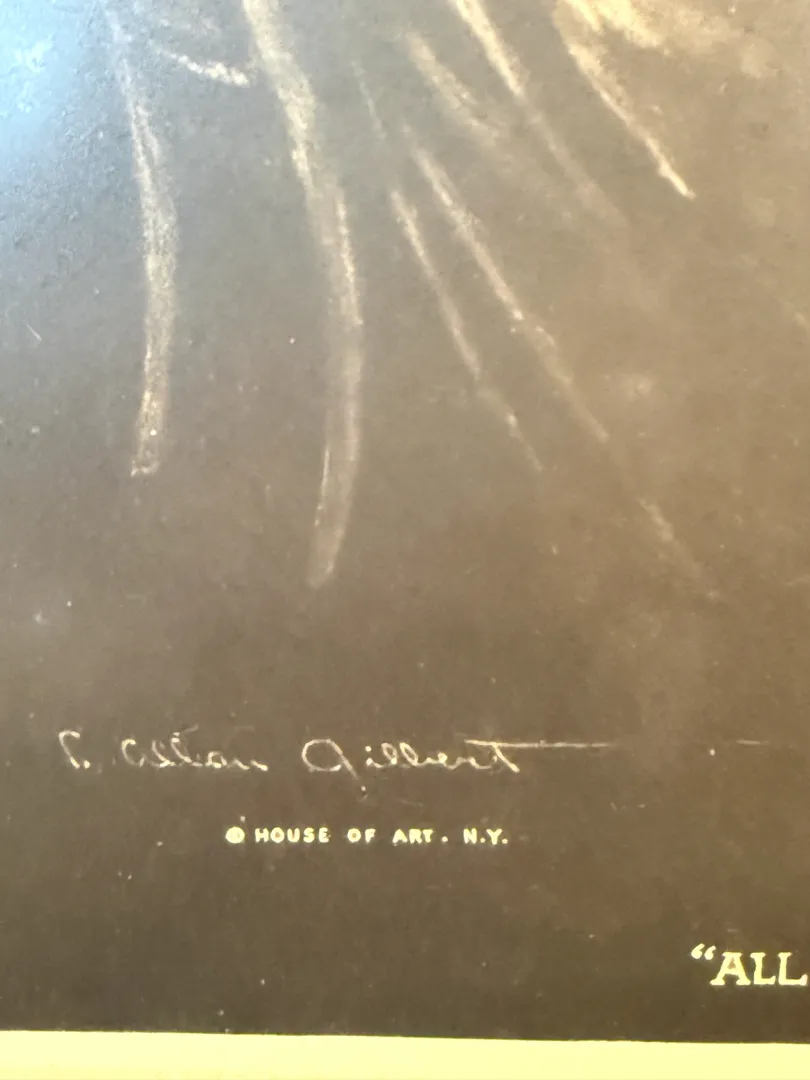 C. Allan Gilbert
© HOUSE OF ART. N.Y.
“ALL